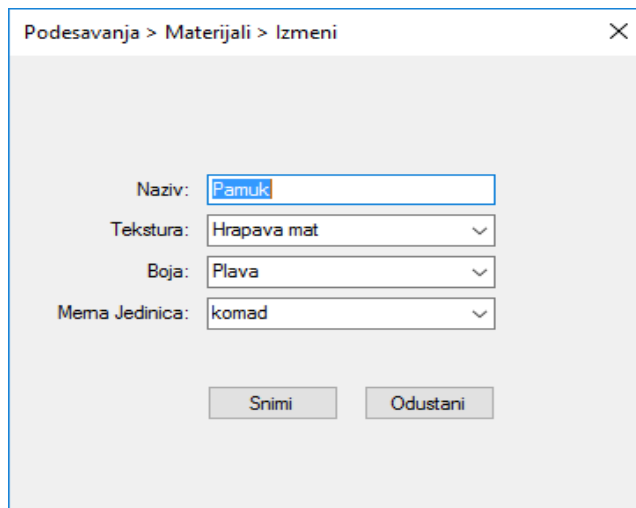 Podesavanja > Materijali > Izmeni
Naziv: Pamuk
Tekstura: Hrapava mat
Boja: Plava
Merna Jedinica: komad
Snimi Odustani